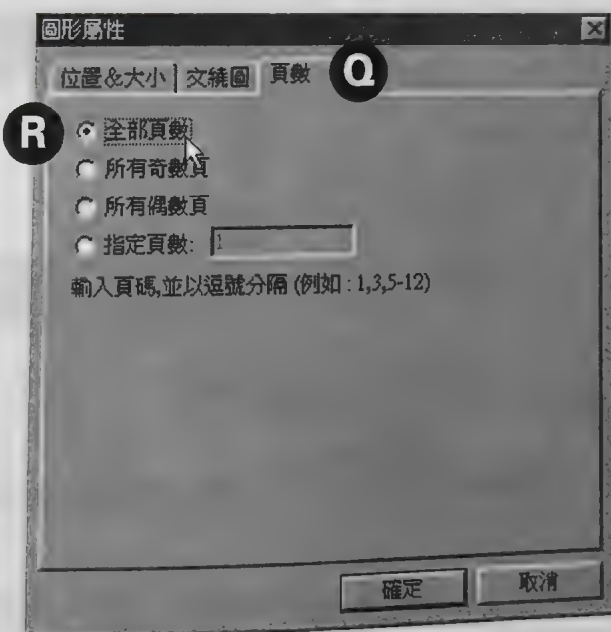 圖形屬性
位置&大小 文繞圖 頁數 Q
R 全部頁數
所有奇數頁
所有偶數頁
指定頁數: 1
輸入頁碼,並以逗號分隔 (例如 : 1,3,5-12)
確定 取消